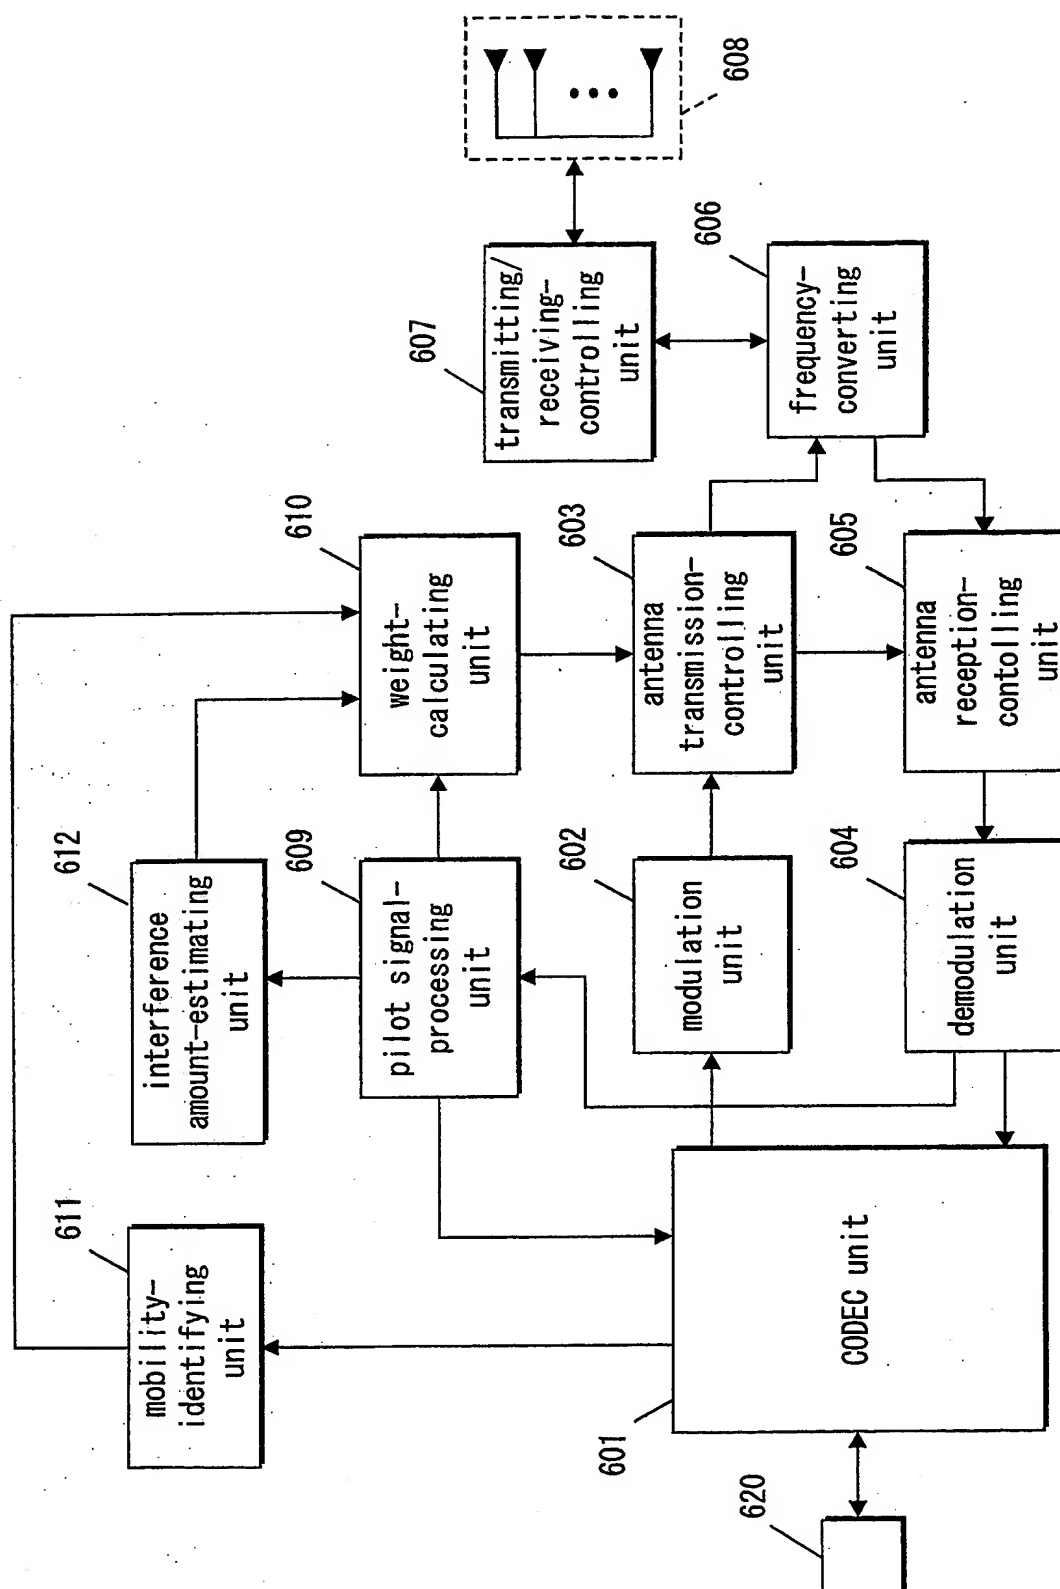 611
mobility-
identifying
unit
612
interference
amount-estimating
unit
609
pilot signal-
processing
unit
610
weight-
calculating
unit
607
transmitting/
receiving-
controlling
unit
608
620
601
CODEC unit
602
modulation
unit
603
antenna
transmission-
controlling
unit
606
frequency-
converting
unit
604
demodulation
unit
605
antenna
reception-
contolling
unit